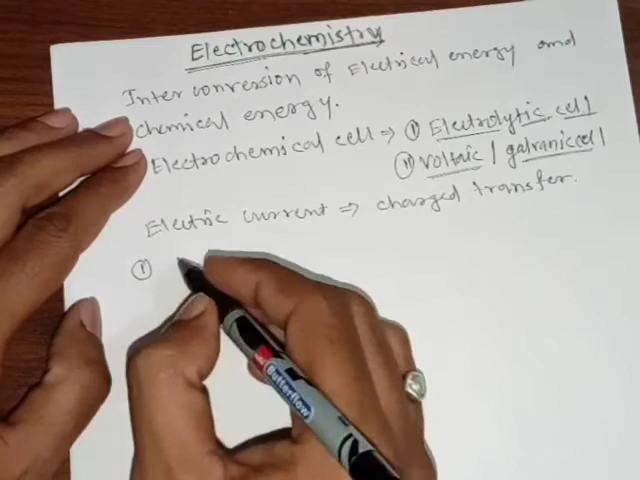 Electrochemistry
Inter conversion of Electrical energy and
chemical energy.
Electrochemical cell ⇒ ① Electrolytic cell
② voltaic / galvanic cell
Electric current ⇒ charged transfer.
①
Butterflow